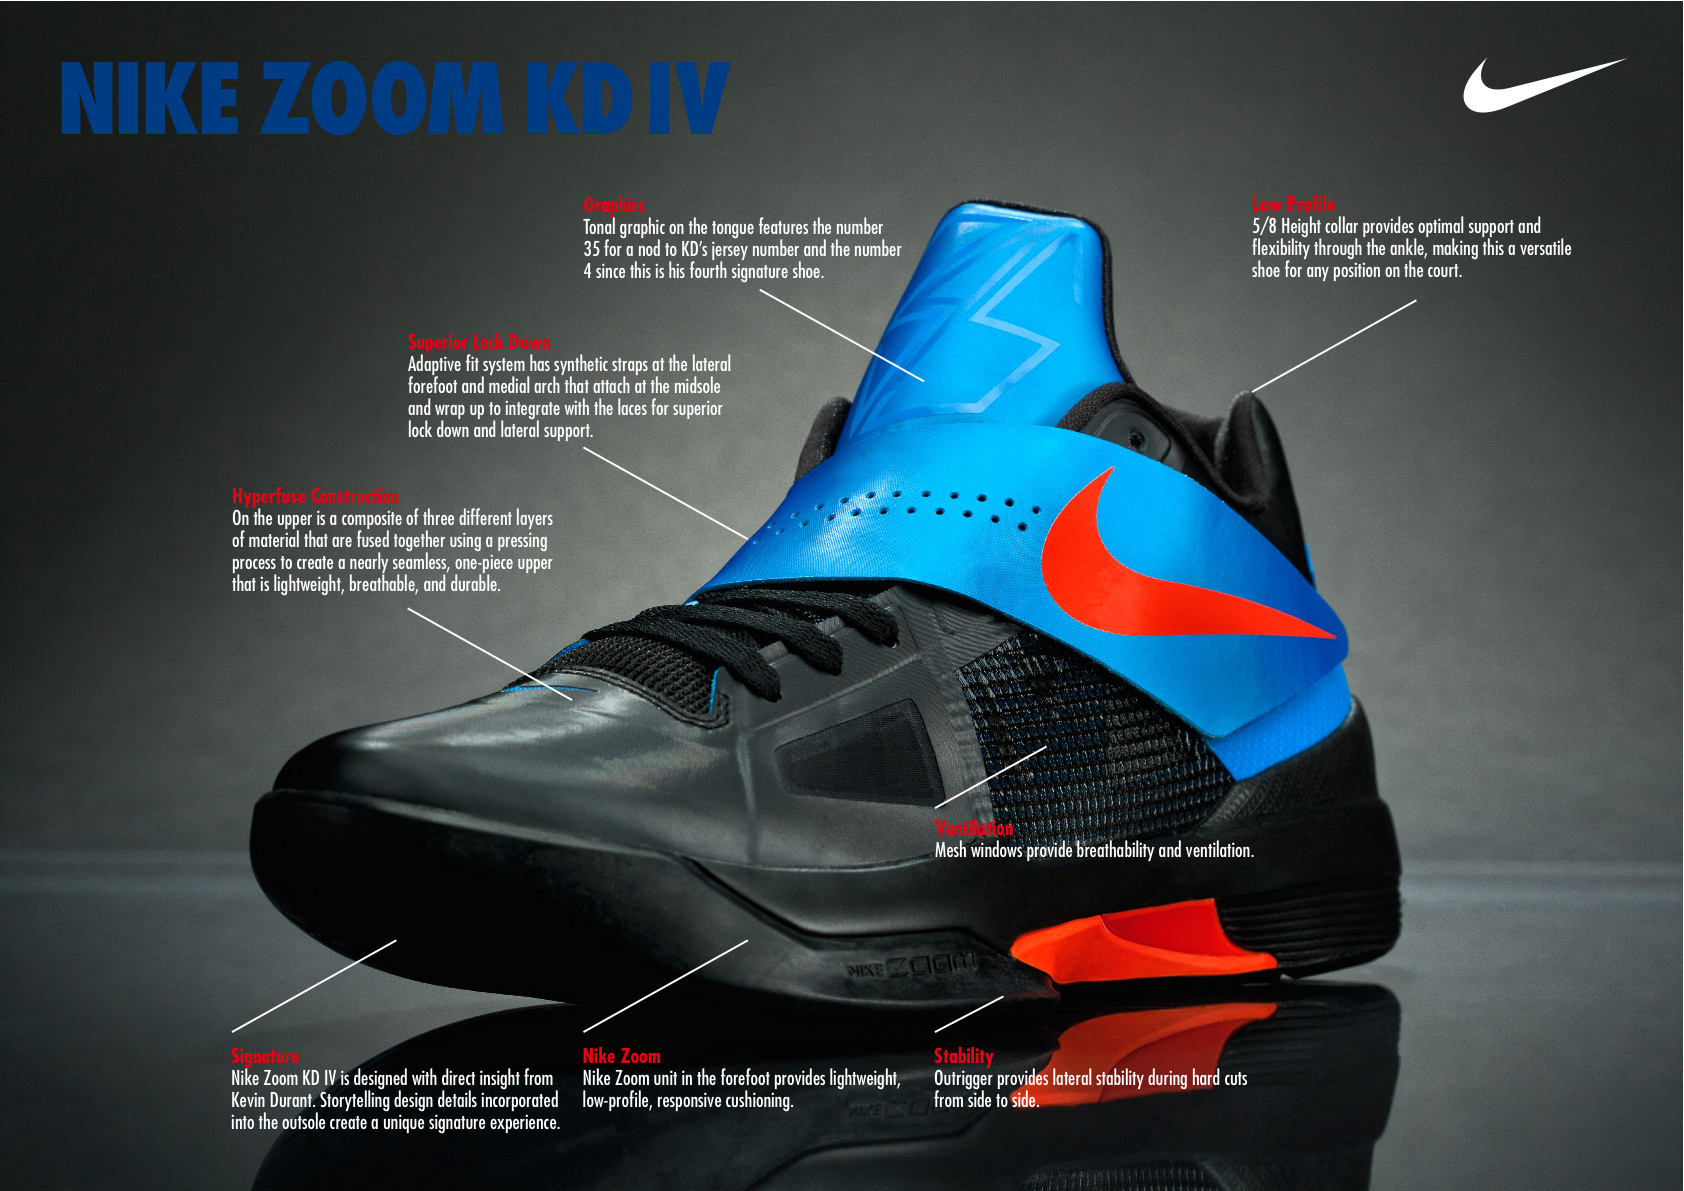 NIKE ZOOM KD IV
Graphics
Tonal graphic on the tongue features the number
35 for a nod to KD's jersey number and the number
4 since this is his fourth signature shoe.
Low Profile
5/8 Height collar provides optimal support and
flexibility through the ankle, making this a versatile
shoe for any position on the court.
Superior Lock Down
Adaptive fit system has synthetic straps at the lateral
forefoot and medial arch that attach at the midsole
and wrap up to integrate with the laces for superior
lock down and lateral support.
Hyperfuse Construction
On the upper is a composite of three different layers
of material that are fused together using a pressing
process to create a nearly seamless, one-piece upper
that is lightweight, breathable, and durable.
Ventilation
Mesh windows provide breathability and ventilation.
NIKE ZOOM
Signature
Nike Zoom KD IV is designed with direct insight from
Kevin Durant. Storytelling design details incorporated
into the outsole create a unique signature experience.
Nike Zoom
Nike Zoom unit in the forefoot provides lightweight,
low-profile, responsive cushioning.
Stability
Outrigger provides lateral stability during hard cuts
from side to side.